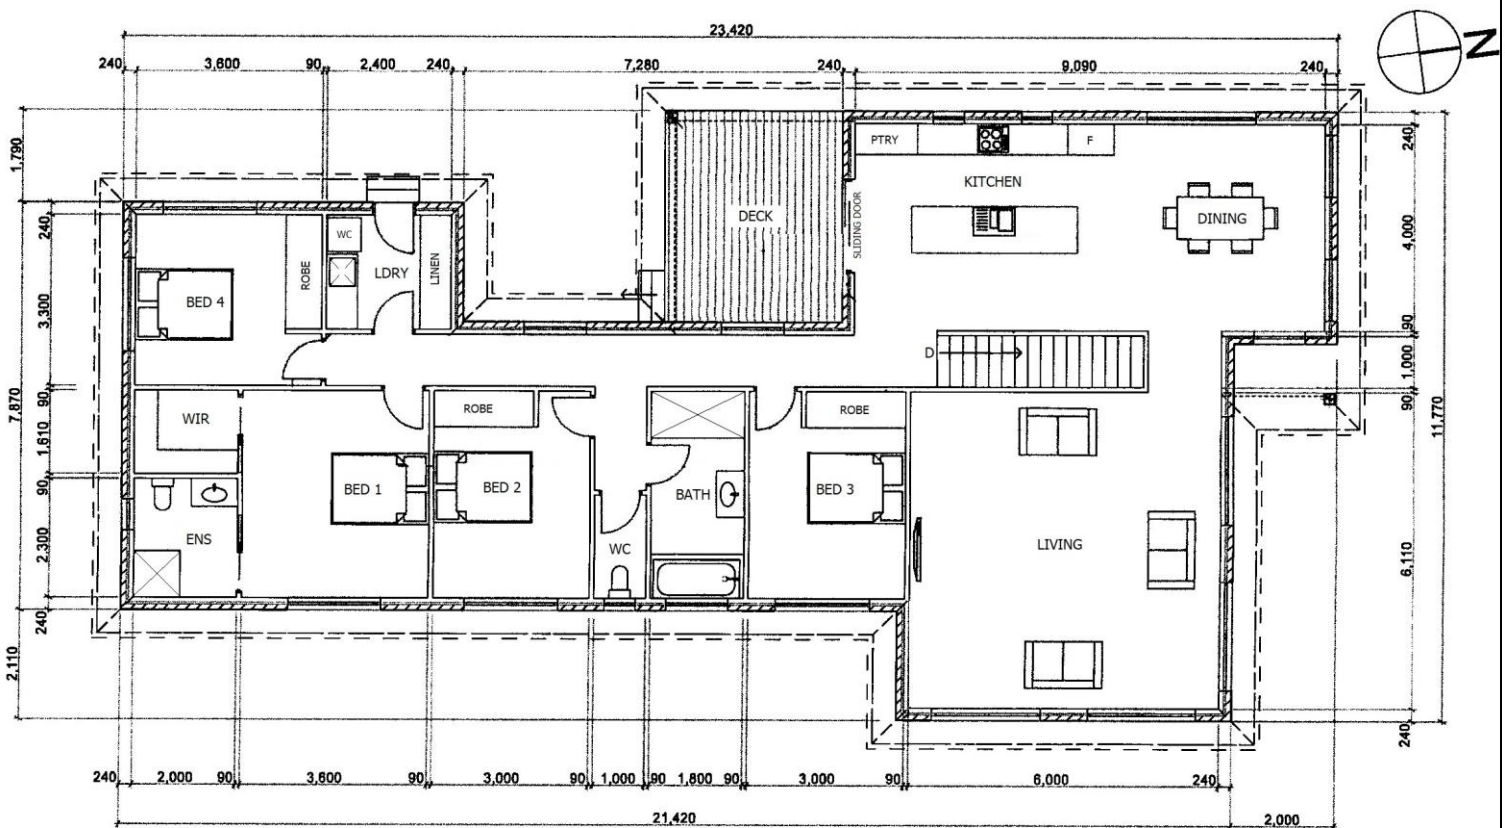 23,420
N
240 3,600 90 2,400 240 7,280 240 9,090 240
1,790
240
PTRY F
KITCHEN
DECK
SLIDING DOOR
DINING
240
WC
ROBE
LDRY
LINEN
4,000
BED 4
3,300
7,870
90
D
1,000
90
11,770
90
WIR
ROBE
ROBE
1,610
90
BED 1
BED 2
BATH
BED 3
2,300
ENS
WC
LIVING
6,110
240
2,110
240
240 2,000 90 3,600 90 3,000 90 1,000 90 1,800 90 3,000 90 6,000 240
21,420 2,000